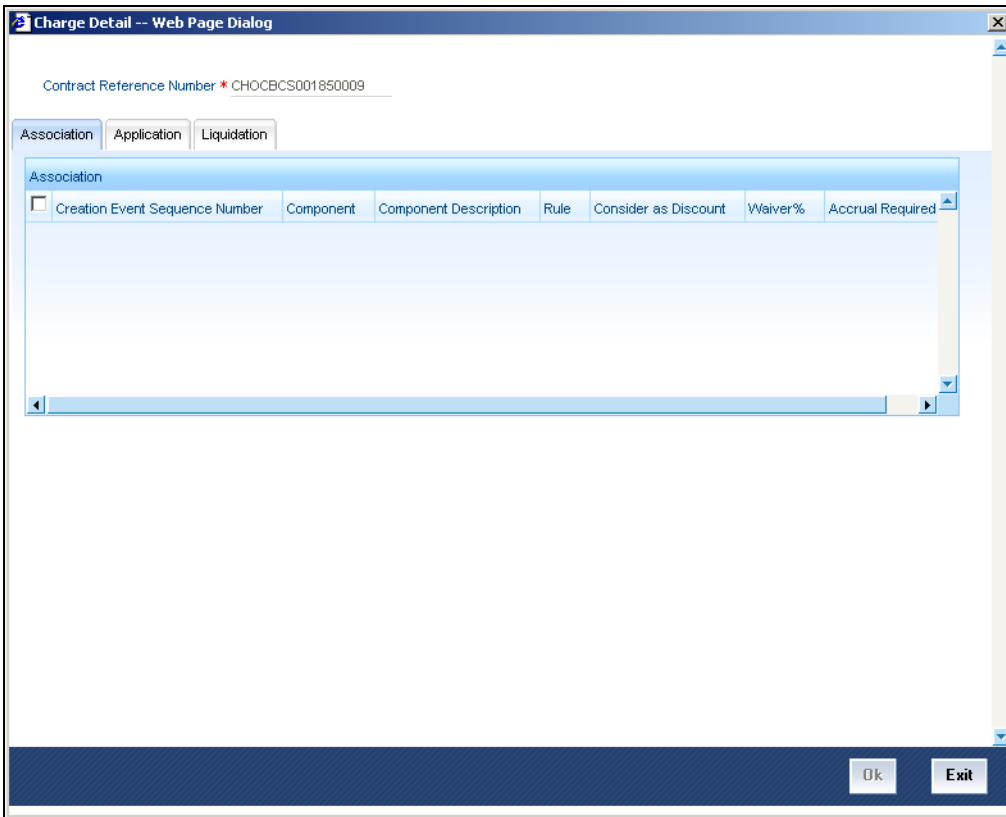 Charge Detail -- Web Page Dialog
Contract Reference Number * CHOCBCS001850009
Association Application Liquidation
Association
Creation Event Sequence Number Component Component Description Rule Consider as Discount Waiver% Accrual Required
Ok Exit